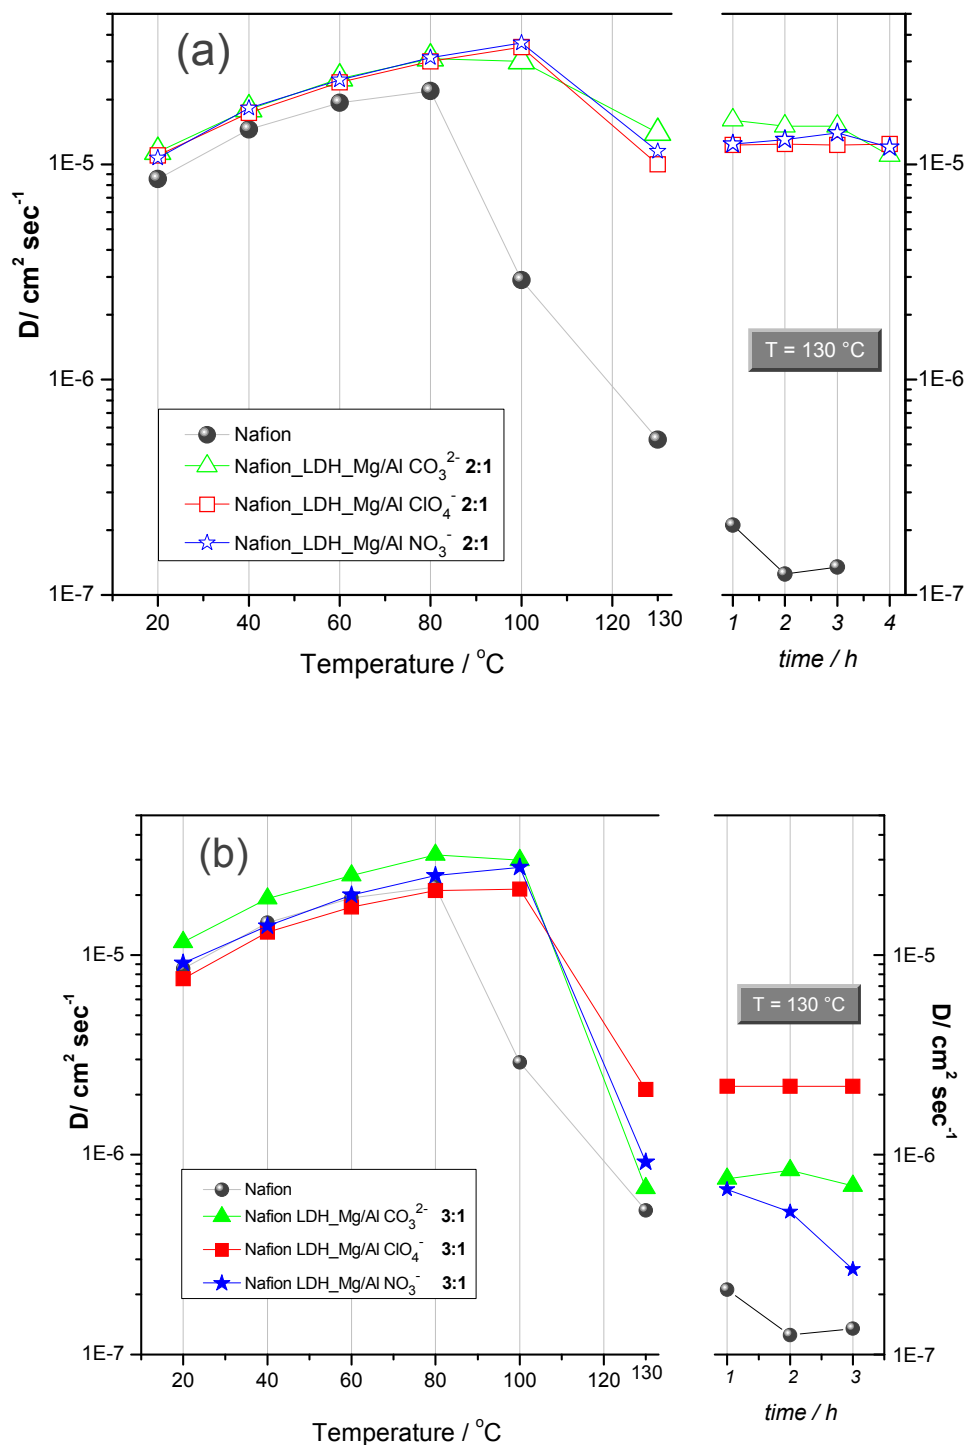 (a)
1E-5
1E-6
1E-7
D/ cm² sec⁻¹
T = 130 °C
1E-5
1E-6
1E-7
Nafion
Nafion_LDH_Mg/Al CO₃²⁻ 2:1
Nafion_LDH_Mg/Al ClO₄⁻ 2:1
Nafion_LDH_Mg/Al NO₃⁻ 2:1
20 40 60 80 100 120 130
1 2 3 4
Temperature / °C
time / h
(b)
1E-5
1E-6
1E-7
D/ cm² sec⁻¹
T = 130 °C
1E-5
1E-6
1E-7
D/ cm² sec⁻¹
Nafion
Nafion LDH_Mg/Al CO₃²⁻ 3:1
Nafion LDH_Mg/Al ClO₄⁻ 3:1
Nafion LDH_Mg/Al NO₃⁻ 3:1
20 40 60 80 100 120 130
1 2 3
Temperature / °C
time / h